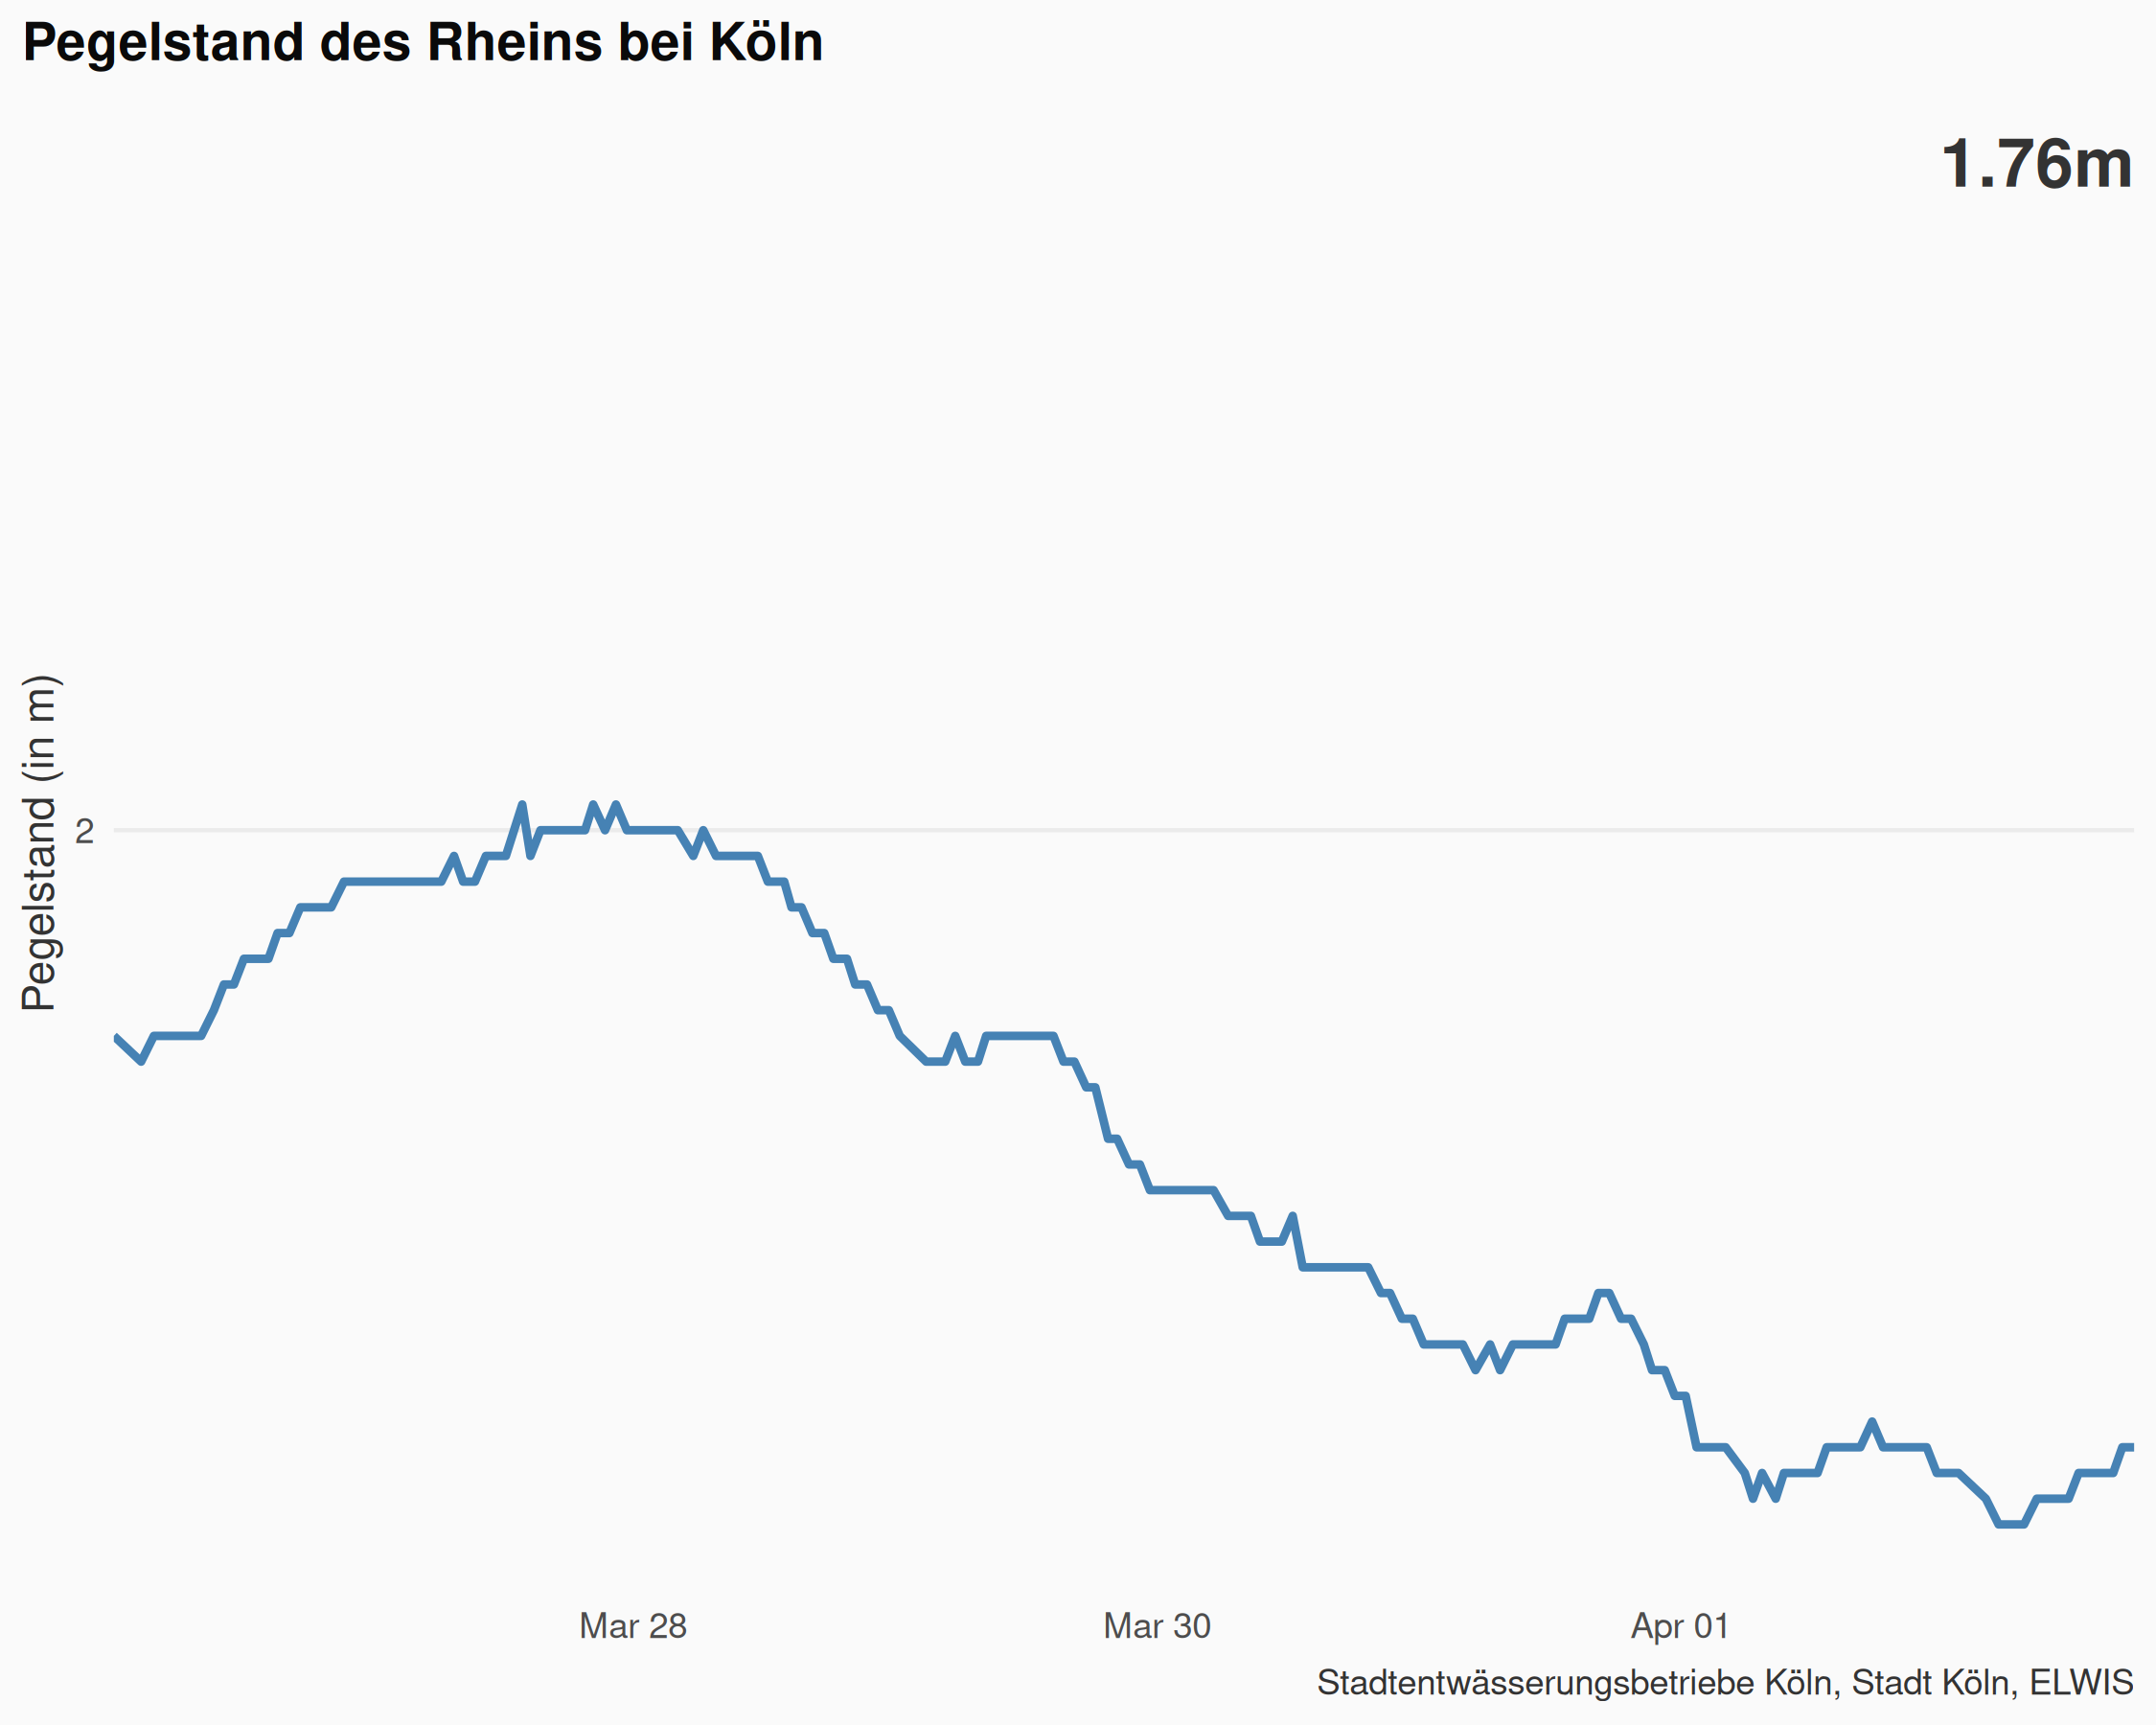 Pegelstand des Rheins bei Köln
1.76m
Pegelstand (in m)
2
Mar 28
Mar 30
Apr 01
Stadtentwässerungsbetriebe Köln, Stadt Köln, ELWIS